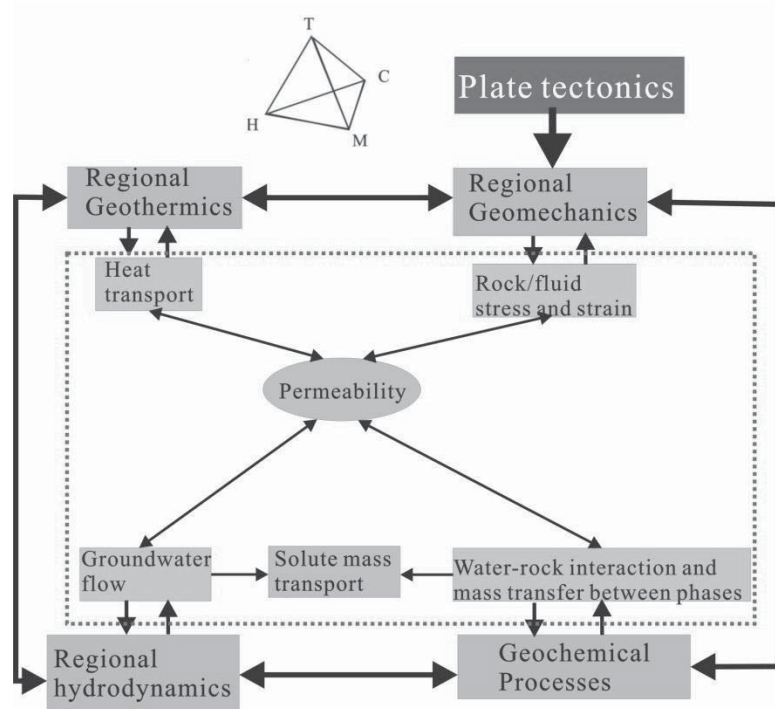 T
C
H
M
Plate tectonics
Regional
Geothermics
Regional
Geomechanics
Heat
transport
Rock/fluid
stress and strain
Permeability
Groundwater
flow
Solute mass
transport
Water-rock interaction and
mass transfer between phases
Regional
hydrodynamics
Geochemical
Processes